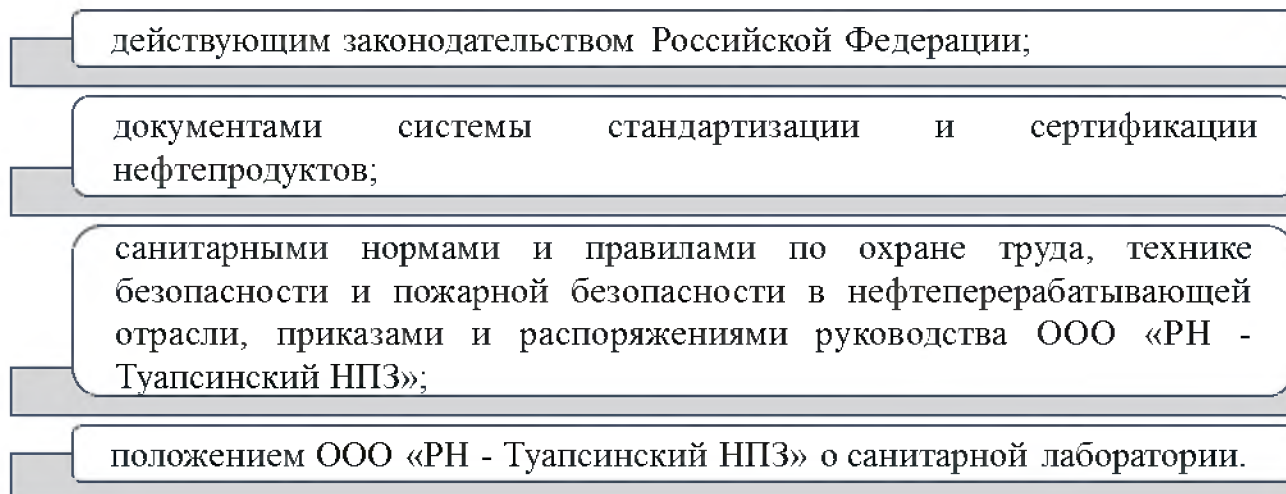 действующим законодательством Российской Федерации;
документами системы стандартизации и сертификации
нефтепродуктов;
санитарными нормами и правилами по охране труда, технике
безопасности и пожарной безопасности в нефтеперерабатывающей
отрасли, приказами и распоряжениями руководства ООО «РН -
Туапсинский НПЗ»;
положением ООО «РН - Туапсинский НПЗ» о санитарной лаборатории.